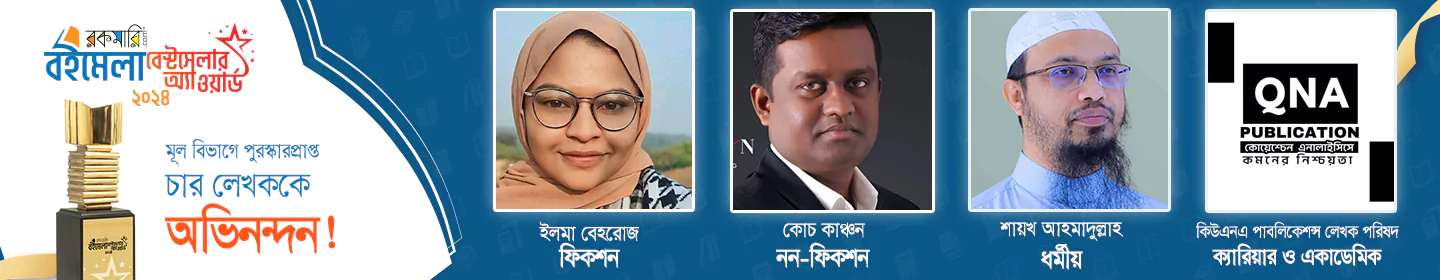 রকমারি.com
বইমেলা বেস্টসেলার
অ্যাওয়ার্ড
২০২৪
মূল বিভাগে পুরস্কারপ্রাপ্ত
চার লেখককে
অভিনন্দন!
ইলমা বেহরোজ
ফিকশন
কোচ কাঞ্চন
নন-ফিকশন
শায়খ আহমাদুল্লাহ
ধর্মীয়
QNA
PUBLICATION
কোয়েশ্চেন এনালাইসিসে
কমনের নিশ্চয়তা
কিউএনএ পাবলিকেশন্স লেখক পরিষদ
ক্যারিয়ার ও একাডেমিক